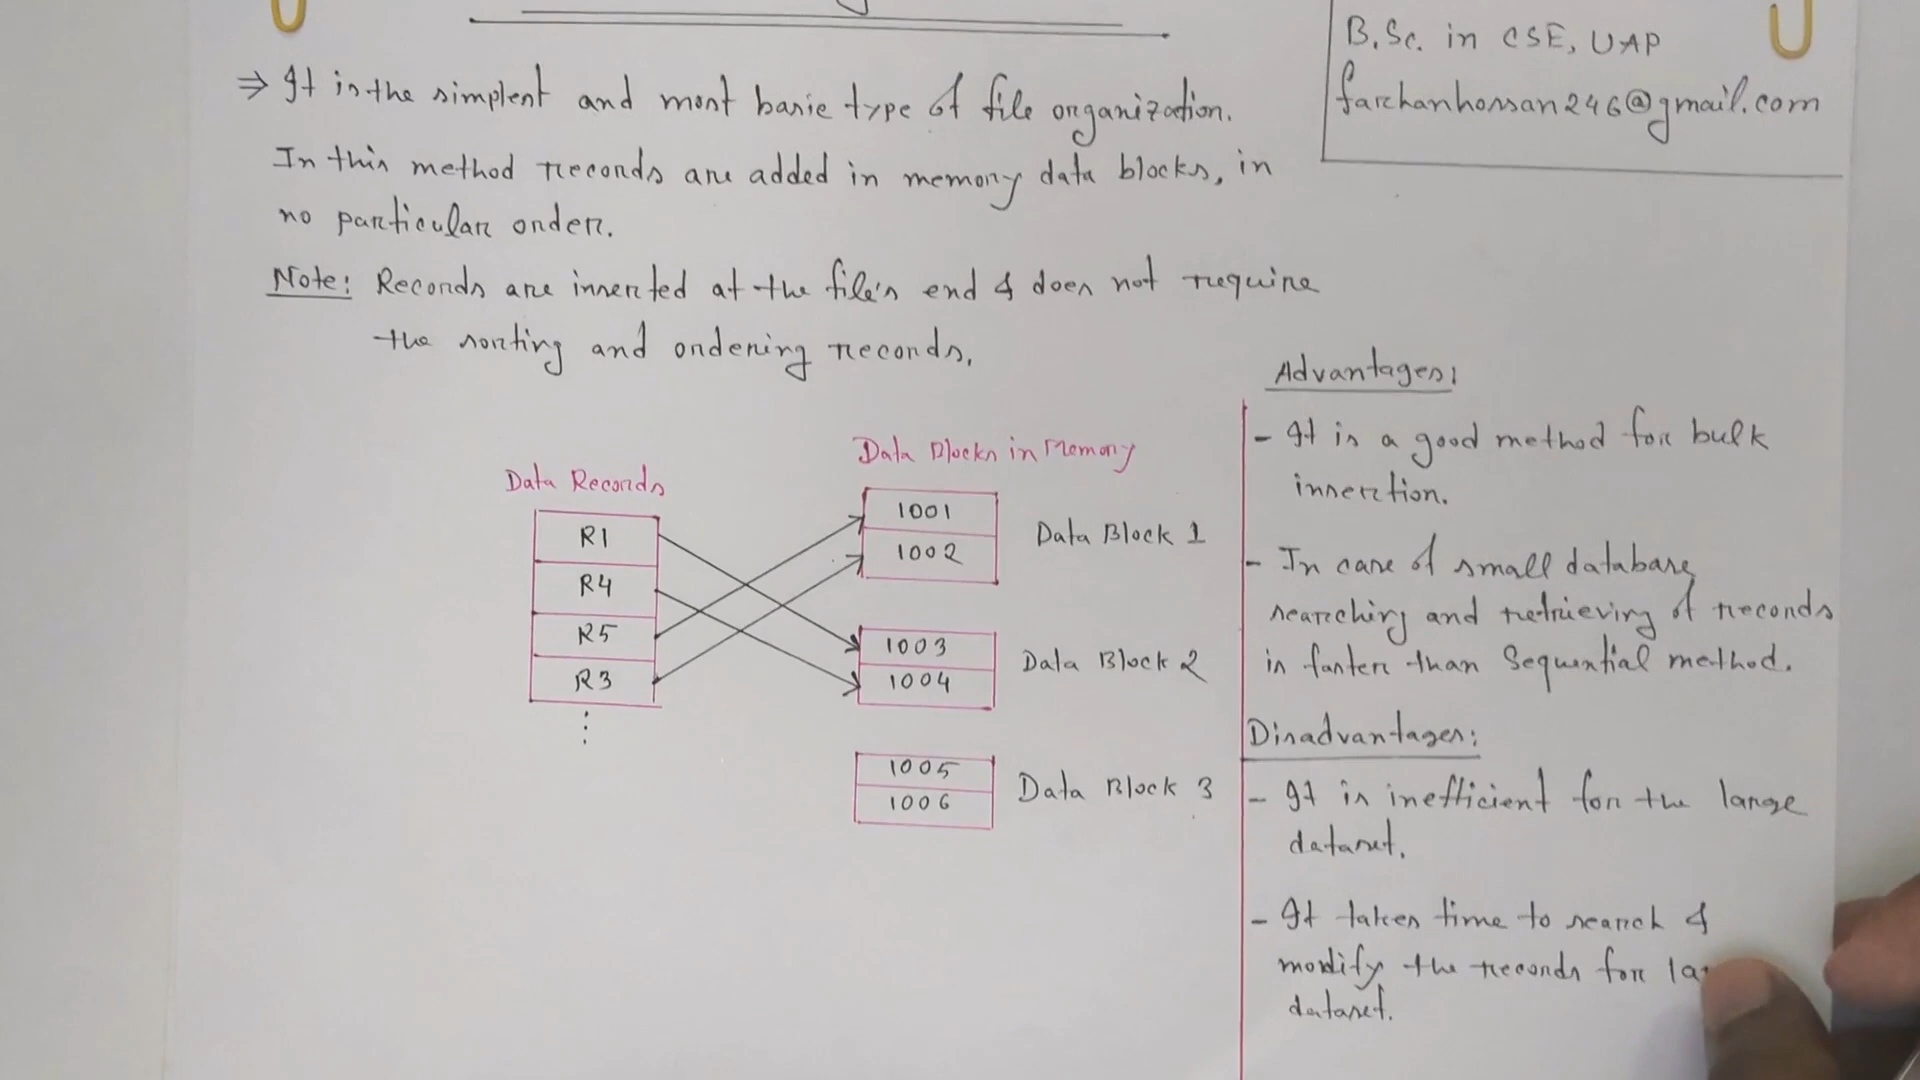 B.Sc. in CSE, UAP
farhanhossan246@gmail.com
⇒ It is the simplest and most basic type of file organization.
In this method records are added in memory data blocks, in
no particular order.
Note: Records are inserted at the file's end & does not require
the sorting and ordering records.
Data Records
R1
R4
R5
R3
Data Blocks in Memory
1001
1002
Data Block 1
1003
1004
Data Block 2
1005
1006
Data Block 3
Advantages:
- It is a good method for bulk
insertion.
- In case of small database,
searching and retrieving of records
is faster than Sequential method.
Disadvantages:
- It is inefficient for the large
dataset.
- It takes time to search &
modify the records for
dataset.